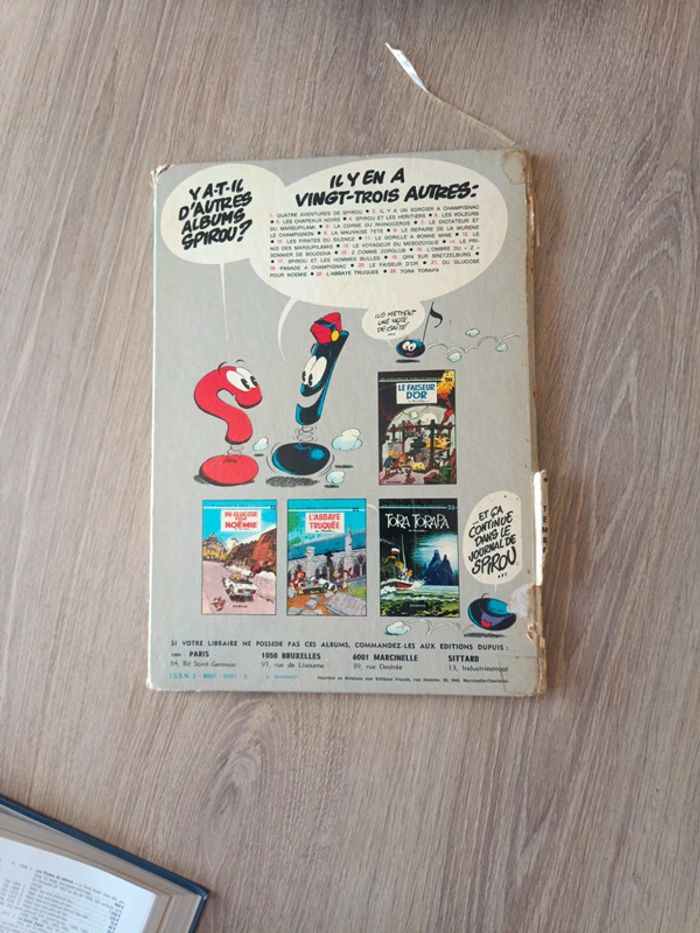 Y A-T-IL
D'AUTRES
ALBUMS
SPIROU?
IL Y EN A
VINGT-TROIS AUTRES:
1. QUATRE AVENTURES DE SPIROU • 2. IL Y A UN SORCIER A CHAMPIGNAC
• 3. LES CHAPEAUX NOIRS • 4. SPIROU ET LES HERITIERS • 5. LES VOLEURS
DU MARSUPILAMI • 6. LA CORNE DU RHINOCEROS • 7. LE DICTATEUR ET
LE CHAMPIGNON • 8. LA MAUVAISE TETE • 9. LE REPAIRE DE LA MURENE
• 10. LES PIRATES DU SILENCE • 11. LE GORILLE A BONNE MINE • 12. LE
NID DES MARSUPILAMIS • 13. LE VOYAGEUR DU MESOZOIQUE • 14. LE PRI-
SONNIER DE BOUDDHA • 15. Z COMME ZORGLUB • 16. L'OMBRE DU « Z »
• 17. SPIROU ET LES HOMMES BULLES • 18. QRN SUR BRETZELBURG •
19. PANADE A CHAMPIGNAC • 20. LE FAISEUR D'OR • 21. DU GLUCOSE
POUR NOEMIE • 22. L'ABBAYE TRUQUEE • 23. TORA TORAPA
ILS METTENT
UNE NOTE
DE GAÎTÉ
LE FAISEUR
D'OR
20
DU GLUCOSE
POUR
NOÉMIE
L'ABBAYE
TRUQUÉE
22
TORA TORAPA
23
...ET ÇA
CONTINUE
DANS LE
JOURNAL DE
SPIROU
SI VOTRE LIBRAIRE NE POSSEDE PAS CES ALBUMS, COMMANDEZ-LES AUX EDITIONS DUPUIS :
PARIS 1050 BRUXELLES 6001 MARCINELLE SITTARD
84, Bd Saint-Germain 97, rue de Livourne 39, rue Destrée 13, Industriestraat